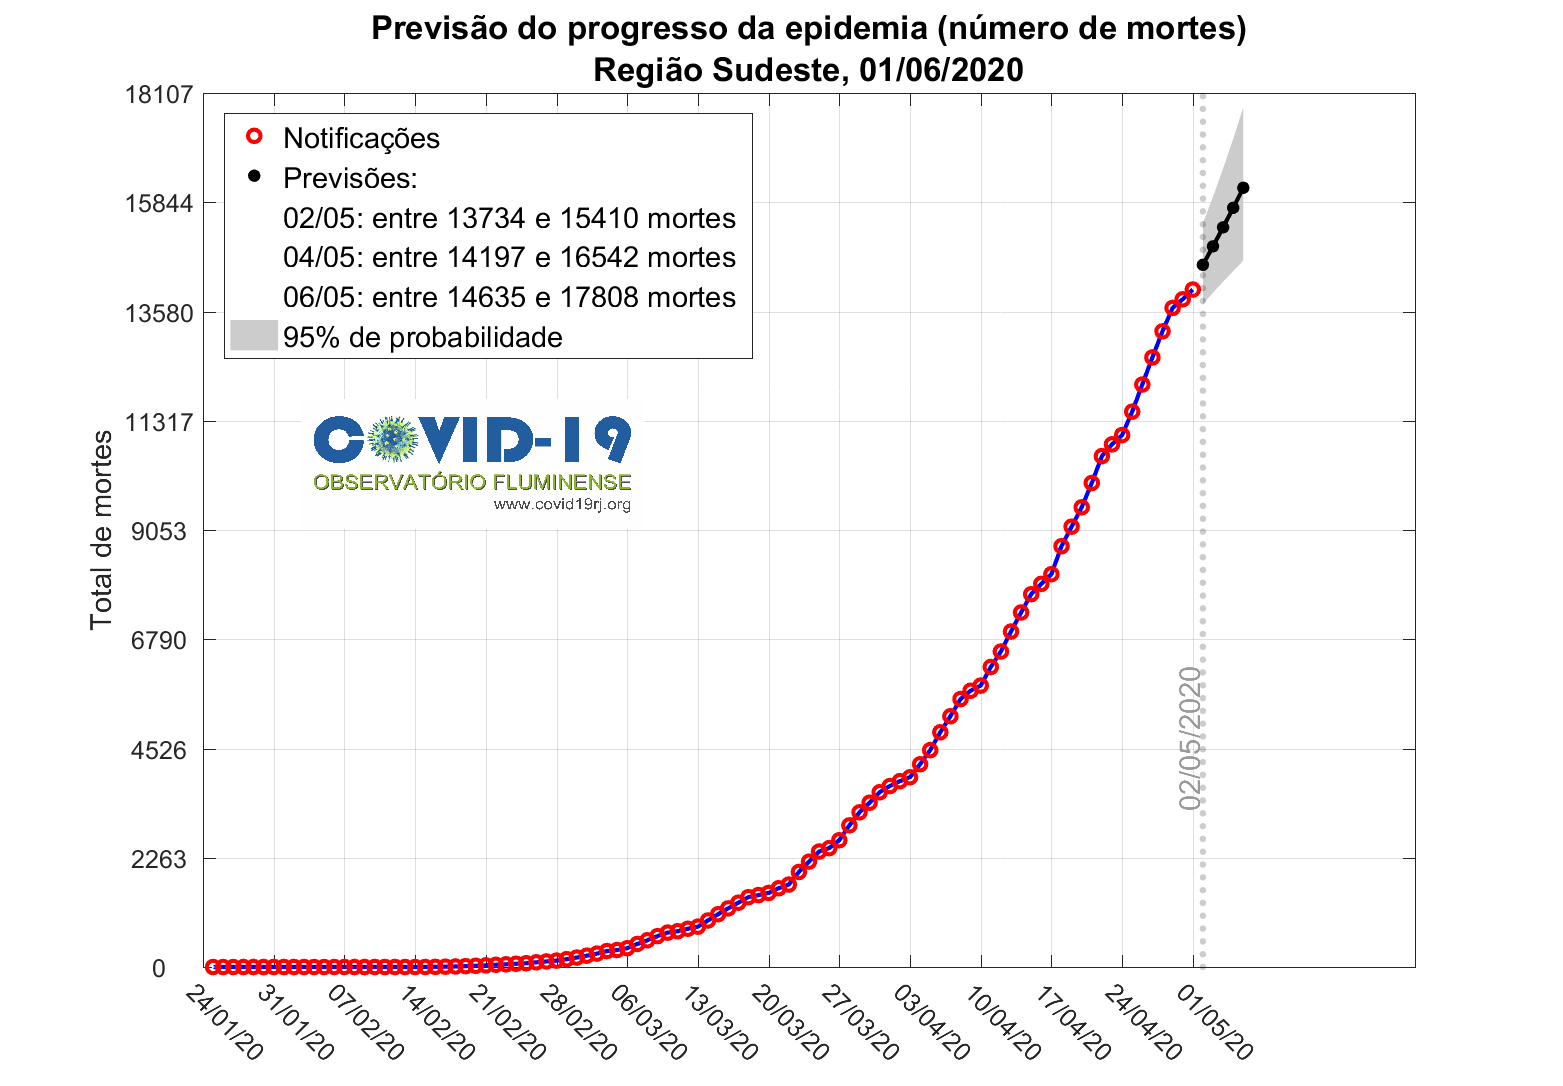 Previsão do progresso da epidemia (número de mortes)
Região Sudeste, 01/06/2020
18107
15844
13580
11317
9053
6790
4526
2263
0
Total de mortes
Notificações
Previsões:
02/05: entre 13734 e 15410 mortes
04/05: entre 14197 e 16542 mortes
06/05: entre 14635 e 17808 mortes
95% de probabilidade
COVID-19
OBSERVATÓRIO FLUMINENSE
www.covid19rj.org
02/05/2020
24/01/20
31/01/20
07/02/20
14/02/20
21/02/20
28/02/20
06/03/20
13/03/20
20/03/20
27/03/20
03/04/20
10/04/20
17/04/20
24/04/20
01/05/20